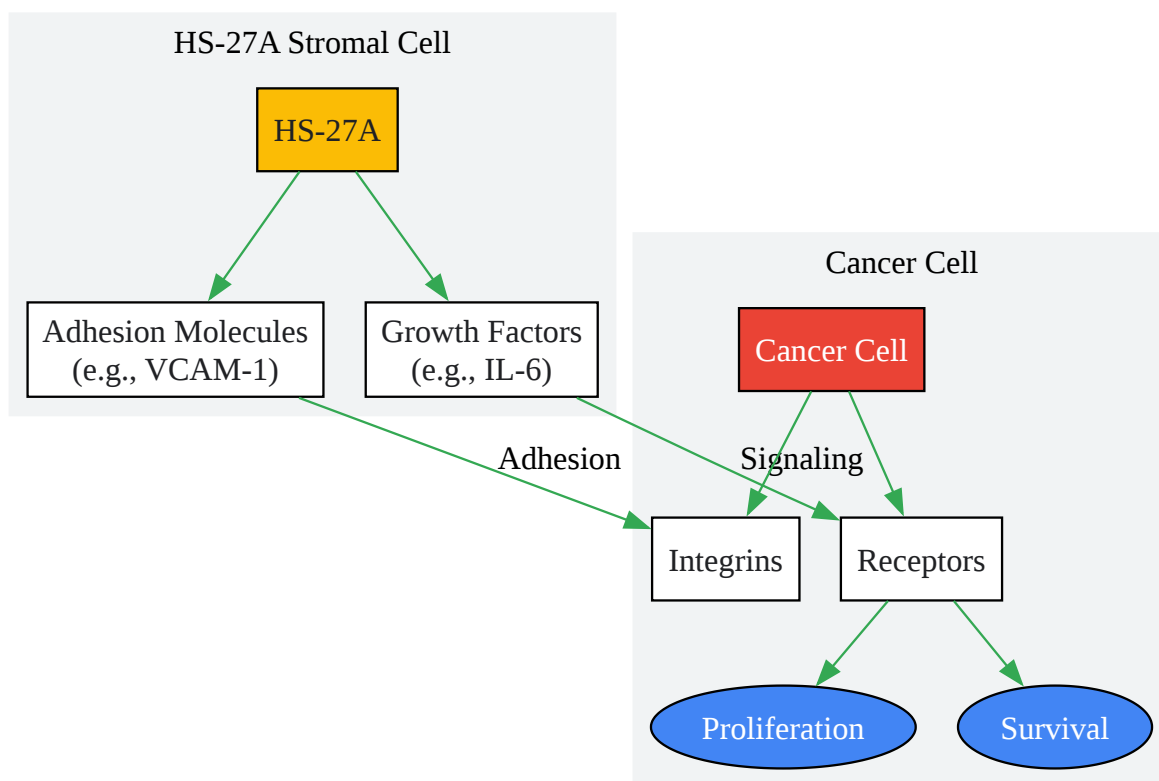 HS-27A Stromal Cell
HS-27A
Adhesion Molecules
(e.g., VCAM-1)
Growth Factors
(e.g., IL-6)
Cancer Cell
Cancer Cell
Adhesion
Signaling
Integrins
Receptors
Proliferation
Survival